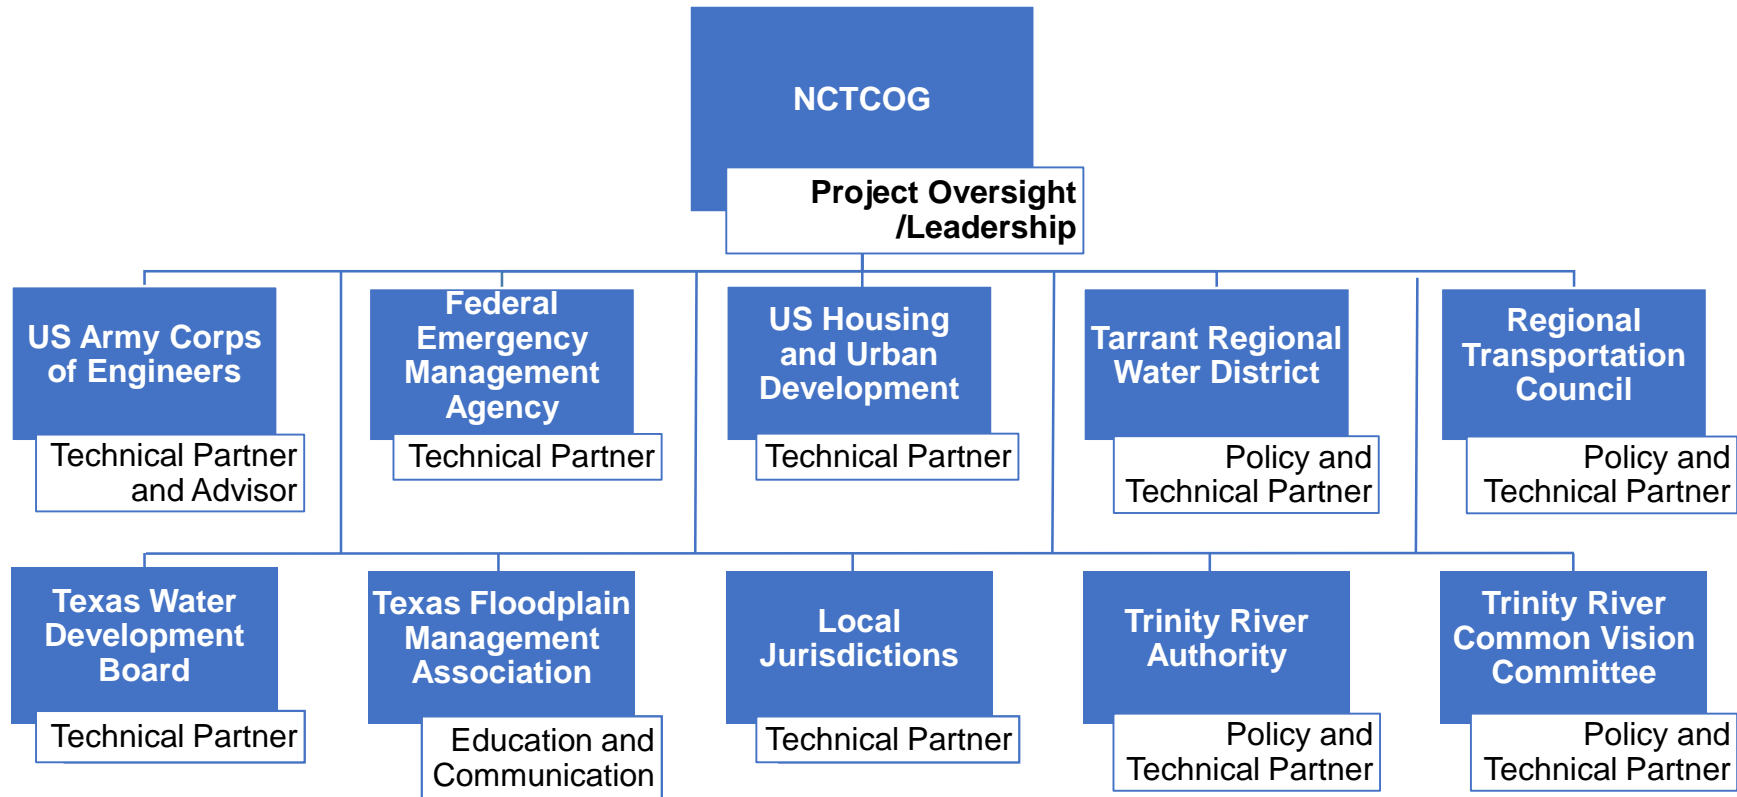 NCTCOG
Project Oversight
/Leadership
US Army Corps
of Engineers
Technical Partner
and Advisor
Federal
Emergency
Management
Agency
Technical Partner
US Housing
and Urban
Development
Technical Partner
Tarrant Regional
Water District
Policy and
Technical Partner
Regional
Transportation
Council
Policy and
Technical Partner
Texas Water
Development
Board
Technical Partner
Texas Floodplain
Management
Association
Education and
Communication
Local
Jurisdictions
Technical Partner
Trinity River
Authority
Policy and
Technical Partner
Trinity River
Common Vision
Committee
Policy and
Technical Partner